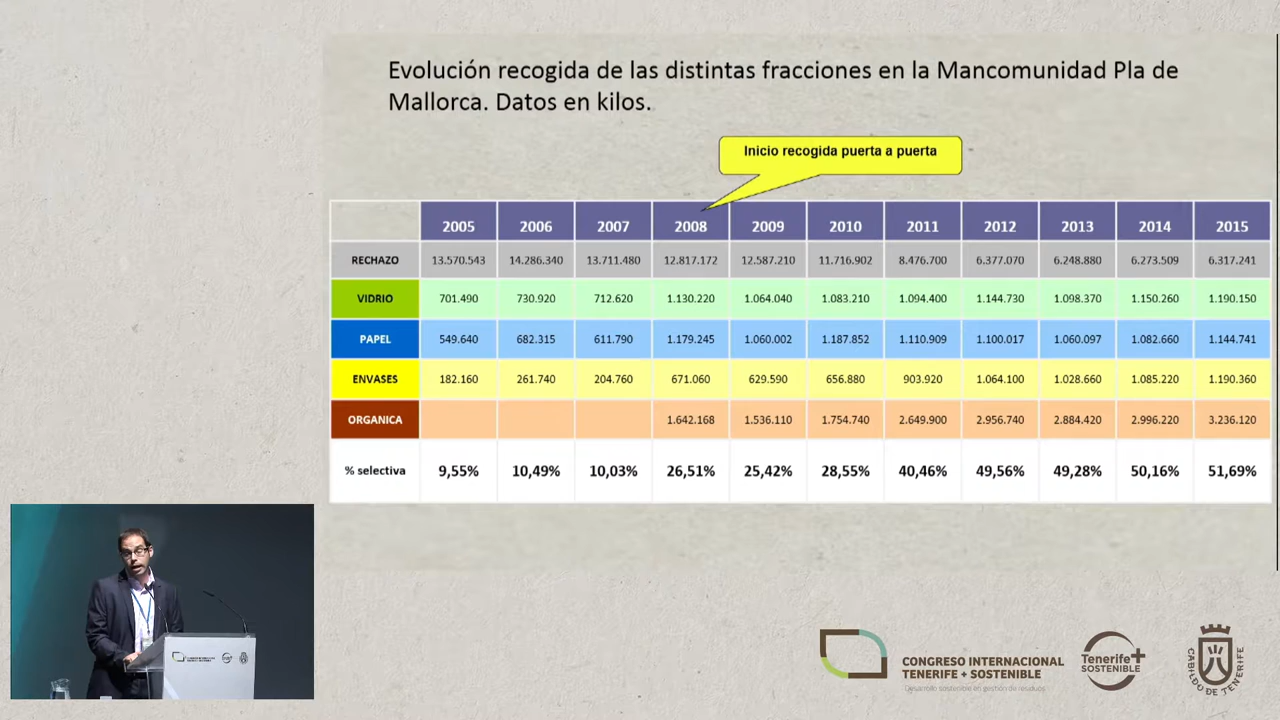 Evolución recogida de las distintas fracciones en la Mancomunidad Pla de
Mallorca. Datos en kilos.
Inicio recogida puerta a puerta
2005 2006 2007 2008 2009 2010 2011 2012 2013 2014 2015
RECHAZO 13.570.543 14.286.340 13.711.480 12.817.172 12.587.210 11.716.902 8.476.700 6.377.070 6.248.880 6.273.509 6.317.241
VIDRIO 701.490 730.920 712.620 1.130.220 1.064.040 1.083.210 1.094.400 1.144.730 1.098.370 1.150.260 1.190.150
PAPEL 549.640 682.315 611.790 1.179.245 1.060.002 1.187.852 1.110.909 1.100.017 1.060.097 1.082.660 1.144.741
ENVASES 182.160 261.740 204.760 671.060 629.590 656.880 903.920 1.064.100 1.028.660 1.085.220 1.190.360
ORGANICA 1.642.168 1.536.110 1.754.740 2.649.900 2.956.740 2.884.420 2.996.220 3.236.120
% selectiva 9,55% 10,49% 10,03% 26,51% 25,42% 28,55% 40,46% 49,56% 49,28% 50,16% 51,69%
CONGRESO INTERNACIONAL
TENERIFE + SOSTENIBLE
Desarrollo sostenible en gestión de residuos
Tenerife+
SOSTENIBLE
CABILDO DE TENERIFE